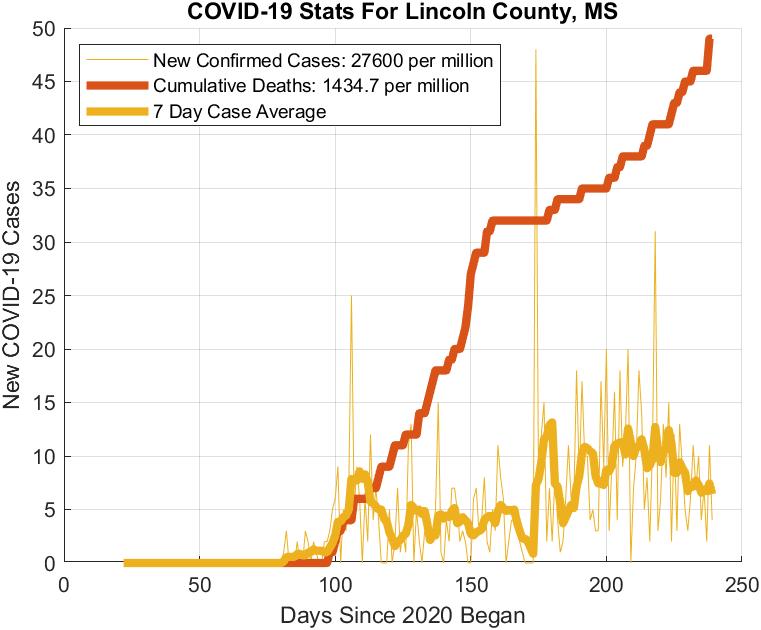 COVID-19 Stats For Lincoln County, MS
New Confirmed Cases: 27600 per million
Cumulative Deaths: 1434.7 per million
7 Day Case Average
New COVID-19 Cases
50
45
40
35
30
25
20
15
10
5
0
0 50 100 150 200 250
Days Since 2020 Began